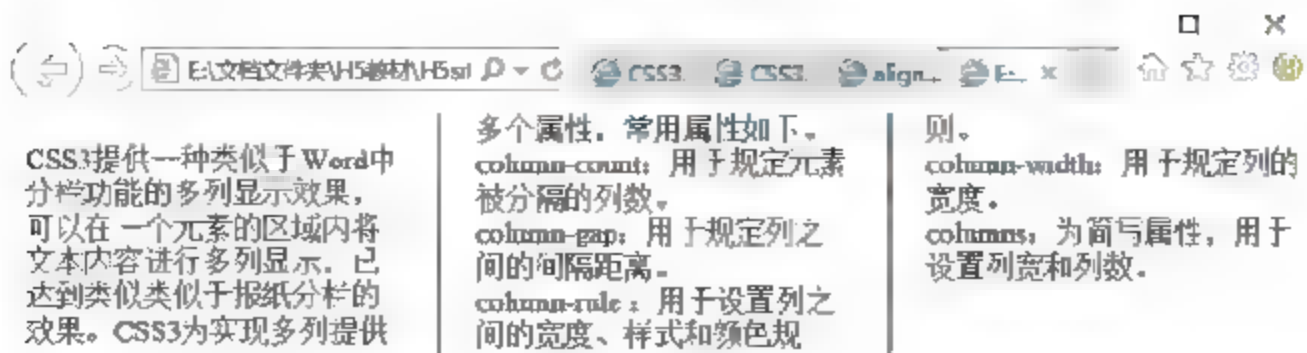 E:\文档文件夹\H5教材\H5sri
CSS3.
CSS3.
align...
E:...
CSS3提供一种类似于Word中
分栏功能的多列显示效果，
可以在一个元素的区域内将
文本内容进行多列显示. 已
达到类似类似于报纸分栏的
效果。CSS3为实现多列提供
多个属性. 常用属性如下。
column-count：用于规定元素
被分隔的列数。
column-gap：用于规定列之
间的间隔距离。
column-rule：用于设置列之
间的宽度、样式和颜色规
则。
column-width：用于规定列的
宽度。
columns：为简写属性，用于
设置列宽和列数.